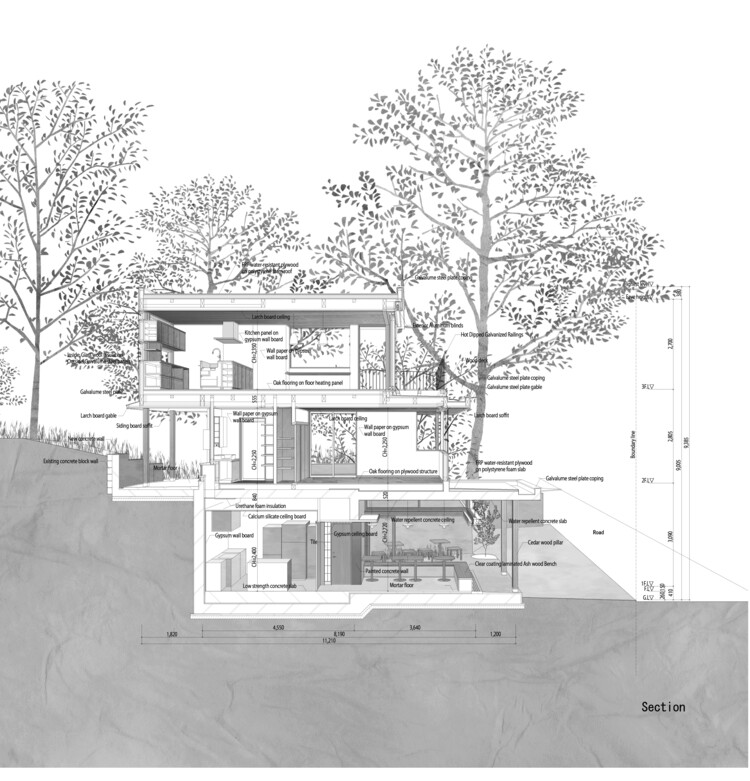 FRP water-resistant plywood
on polystyrene foam
Galvalume steel plate coping
Larch board ceiling
Kitchen panel on
gypsum wall board
CH=2,350
Wall paper on gypsum
wall board
Hot Dipped Galvanized Railings
Wood deck
Oak flooring on floor heating panel
Galvalume steel plate coping
Galvalume steel plate gable
Galvalume steel
Larch board gable
Siding board soffit
555
Wall paper on gypsum
wall board
Larch board ceiling
Wall paper on gypsum
wall board
Larch board soffit
CH=2,250
CH=2,250
New concrete wall
Existing concrete block wall
Mortar floor
Oak flooring on plywood structure
FRP water-resistant plywood
on polystyrene foam slab
Galvalume steel plate coping
840
520
Urethane foam insulation
Calcium silicate ceiling board
Water repellent concrete ceiling
Water repellent concrete slab
Gypsum wall board
Tile
Gypsum ceiling board
CH=2,400
CH=2,720
Cedar wood pillar
Road
Clear coating laminated Ash wood Bench
Painted concrete wall
Low strength concrete slab
Mortar floor
Boundary line
2,700
3FL▽
2,805
9,005
9,385
2FL▽
3,090
1FL▽
GL▽
410
1,820
4,550
8,190
3,640
1,200
11,210
Section